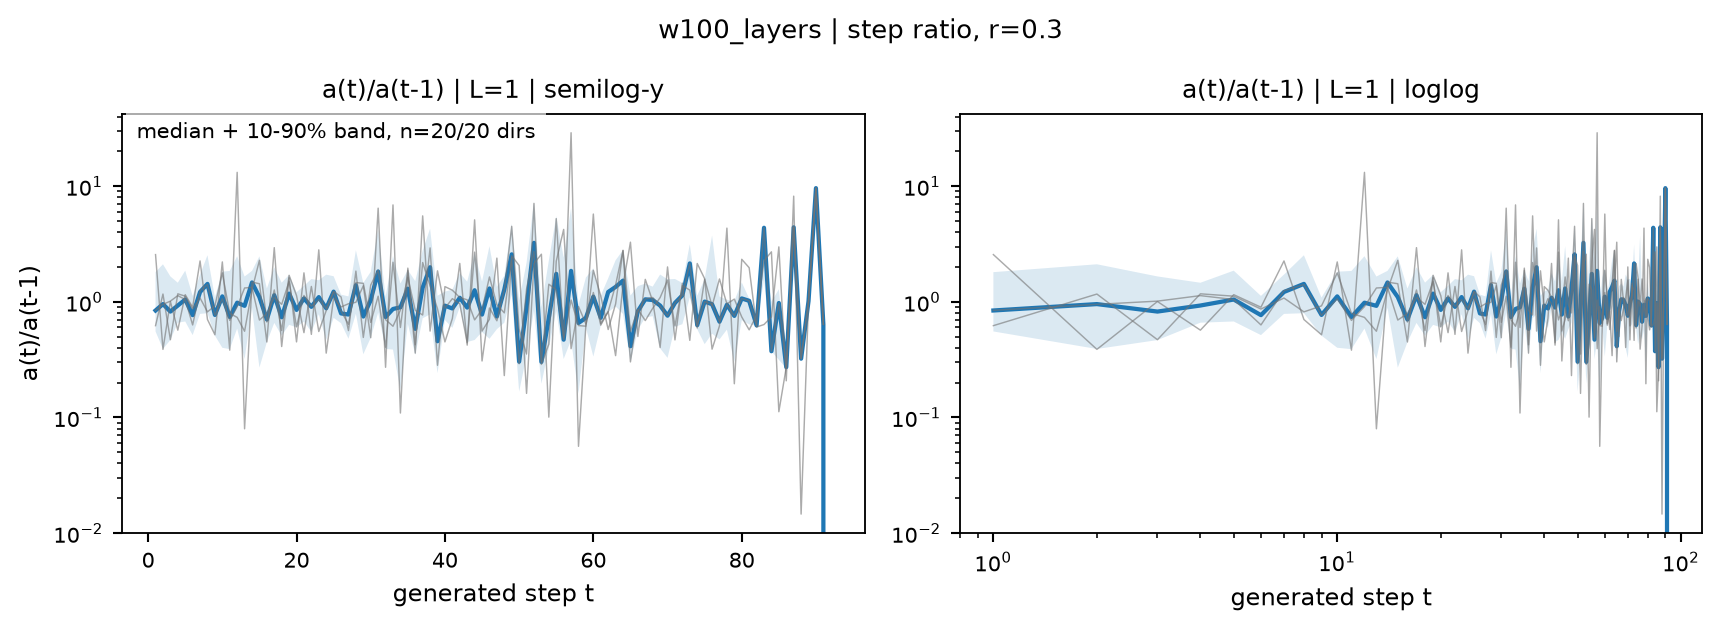 w100_layers | step ratio, r=0.3
a(t)/a(t-1) | L=1 | semilog-y
median + 10-90% band, n=20/20 dirs
a(t)/a(t-1)
10^1
10^0
10^-1
10^-2
0 20 40 60 80
generated step t
a(t)/a(t-1) | L=1 | loglog
10^1
10^0
10^-1
10^-2
10^0 10^1 10^2
generated step t